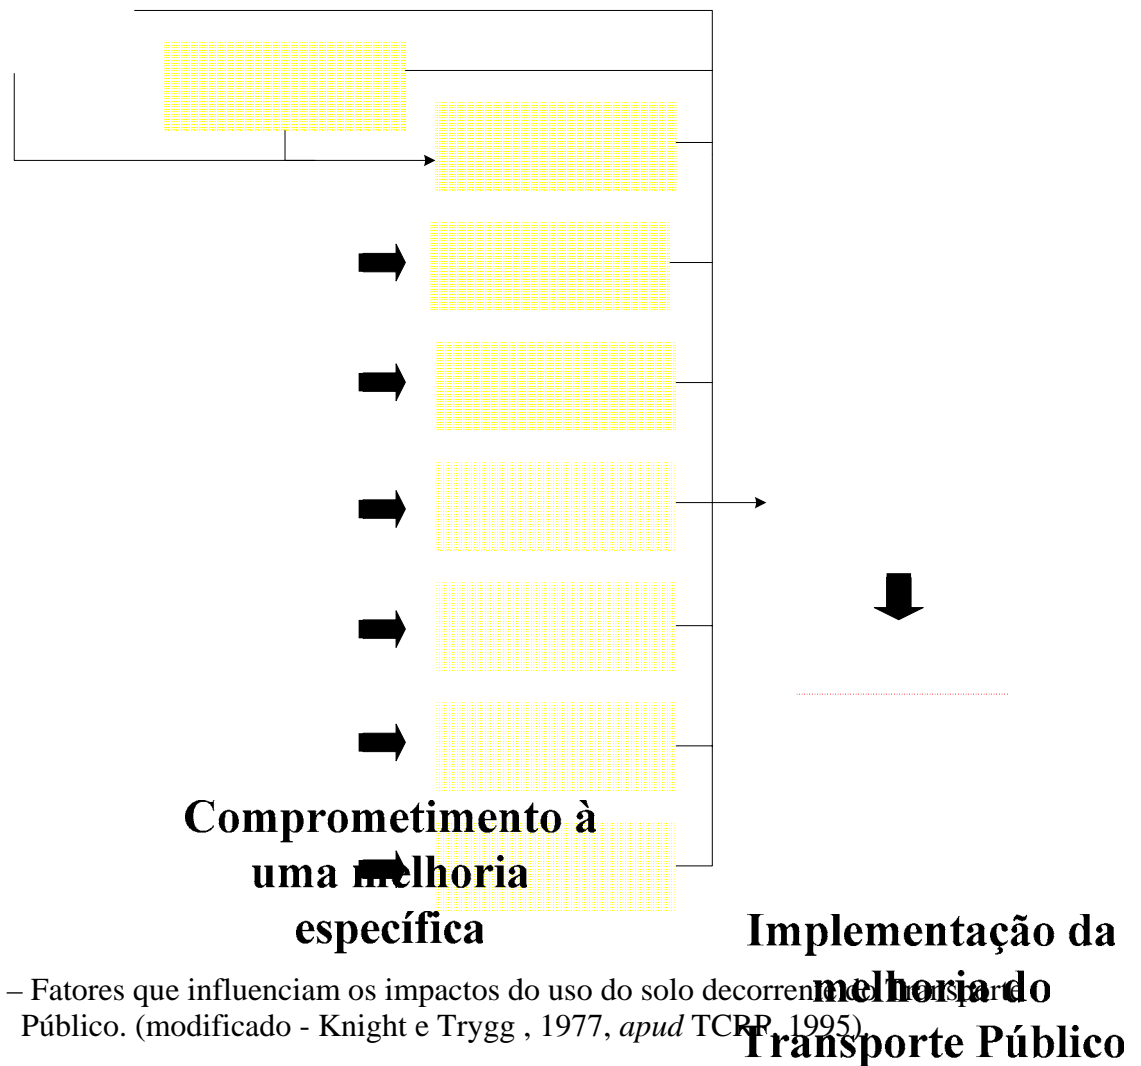 Comprometimento à
uma melhoria
específica
Implementação da
melhoria do
Transporte Público
– Fatores que influenciam os impactos do uso do solo decorrente do Transporte
Público. (modificado - Knight e Trygg , 1977, apud TCRP, 1995)